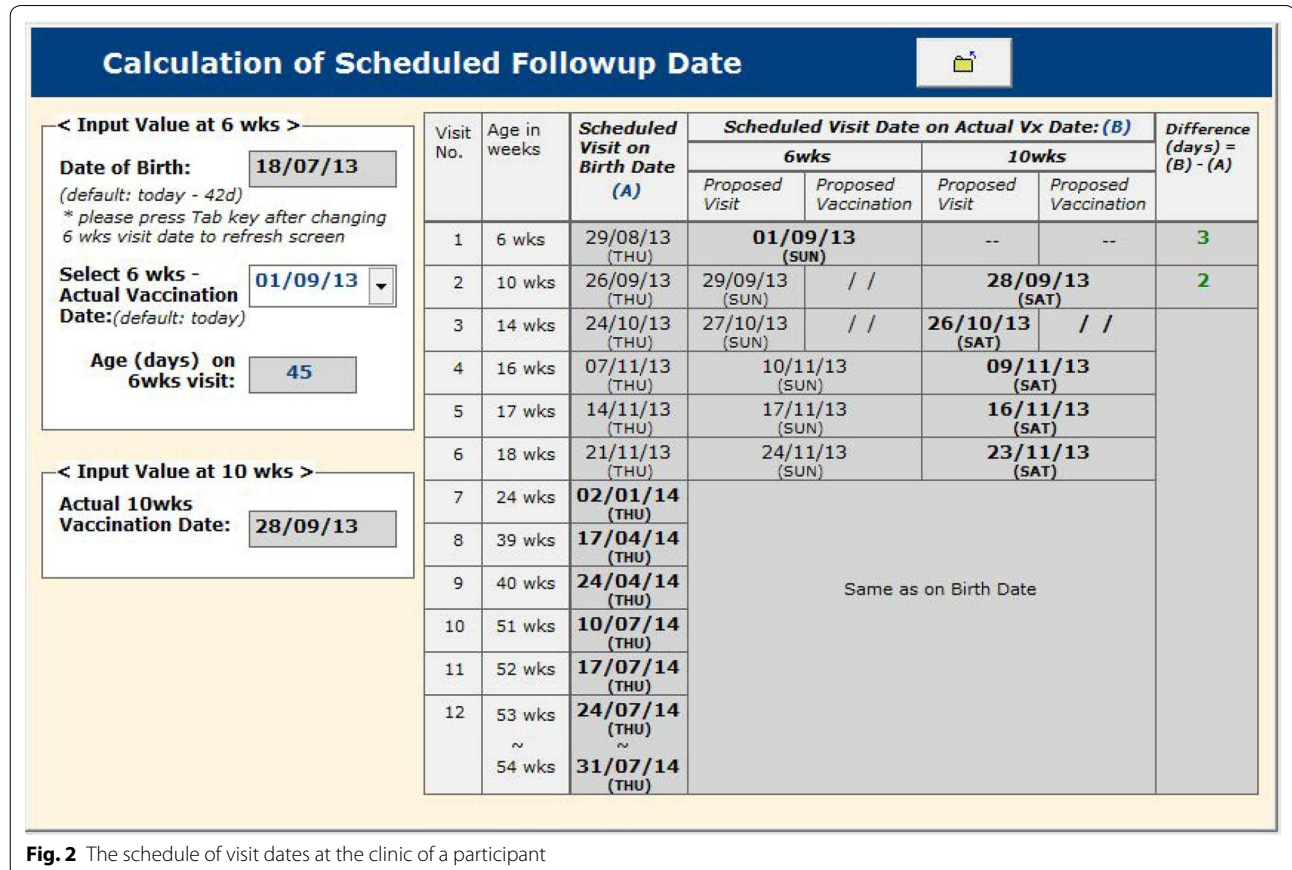 Calculation of Scheduled Followup Date
< Input Value at 6 wks >
Date of Birth: 18/07/13
(default: today - 42d)
* please press Tab key after changing
6 wks visit date to refresh screen
Select 6 wks -
Actual Vaccination
Date:(default: today)
01/09/13
Age (days) on
6wks visit:
45
< Input Value at 10 wks >
Actual 10wks
Vaccination Date: 28/09/13
Visit
No.
Age in
weeks
Scheduled
Visit on
Birth Date
(A)
Scheduled Visit Date on Actual Vx Date: (B)
6wks 10wks
Proposed
Visit
Proposed
Vaccination
Proposed
Visit
Proposed
Vaccination
Difference
(days) =
(B) - (A)
1 6 wks 29/08/13 01/09/13 -- -- 3
(THU) (SUN)
2 10 wks 26/09/13 29/09/13 / / 28/09/13 2
(THU) (SUN) (SAT)
3 14 wks 24/10/13 27/10/13 / / 26/10/13 / /
(THU) (SUN) (SAT)
4 16 wks 07/11/13 10/11/13 09/11/13
(THU) (SUN) (SAT)
5 17 wks 14/11/13 17/11/13 16/11/13
(THU) (SUN) (SAT)
6 18 wks 21/11/13 24/11/13 23/11/13
(THU) (SUN) (SAT)
7 24 wks 02/01/14
(THU)
8 39 wks 17/04/14
(THU)
9 40 wks 24/04/14
(THU)
Same as on Birth Date
10 51 wks 10/07/14
(THU)
11 52 wks 17/07/14
(THU)
12 53 wks 24/07/14
(THU)
~ ~
54 wks 31/07/14
(THU)
Fig. 2 The schedule of visit dates at the clinic of a participant